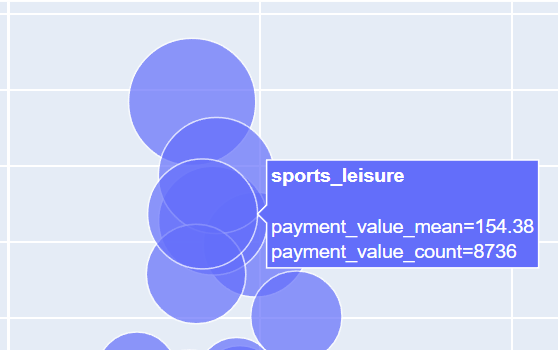 sports_leisure
payment_value_mean=154.38
payment_value_count=8736